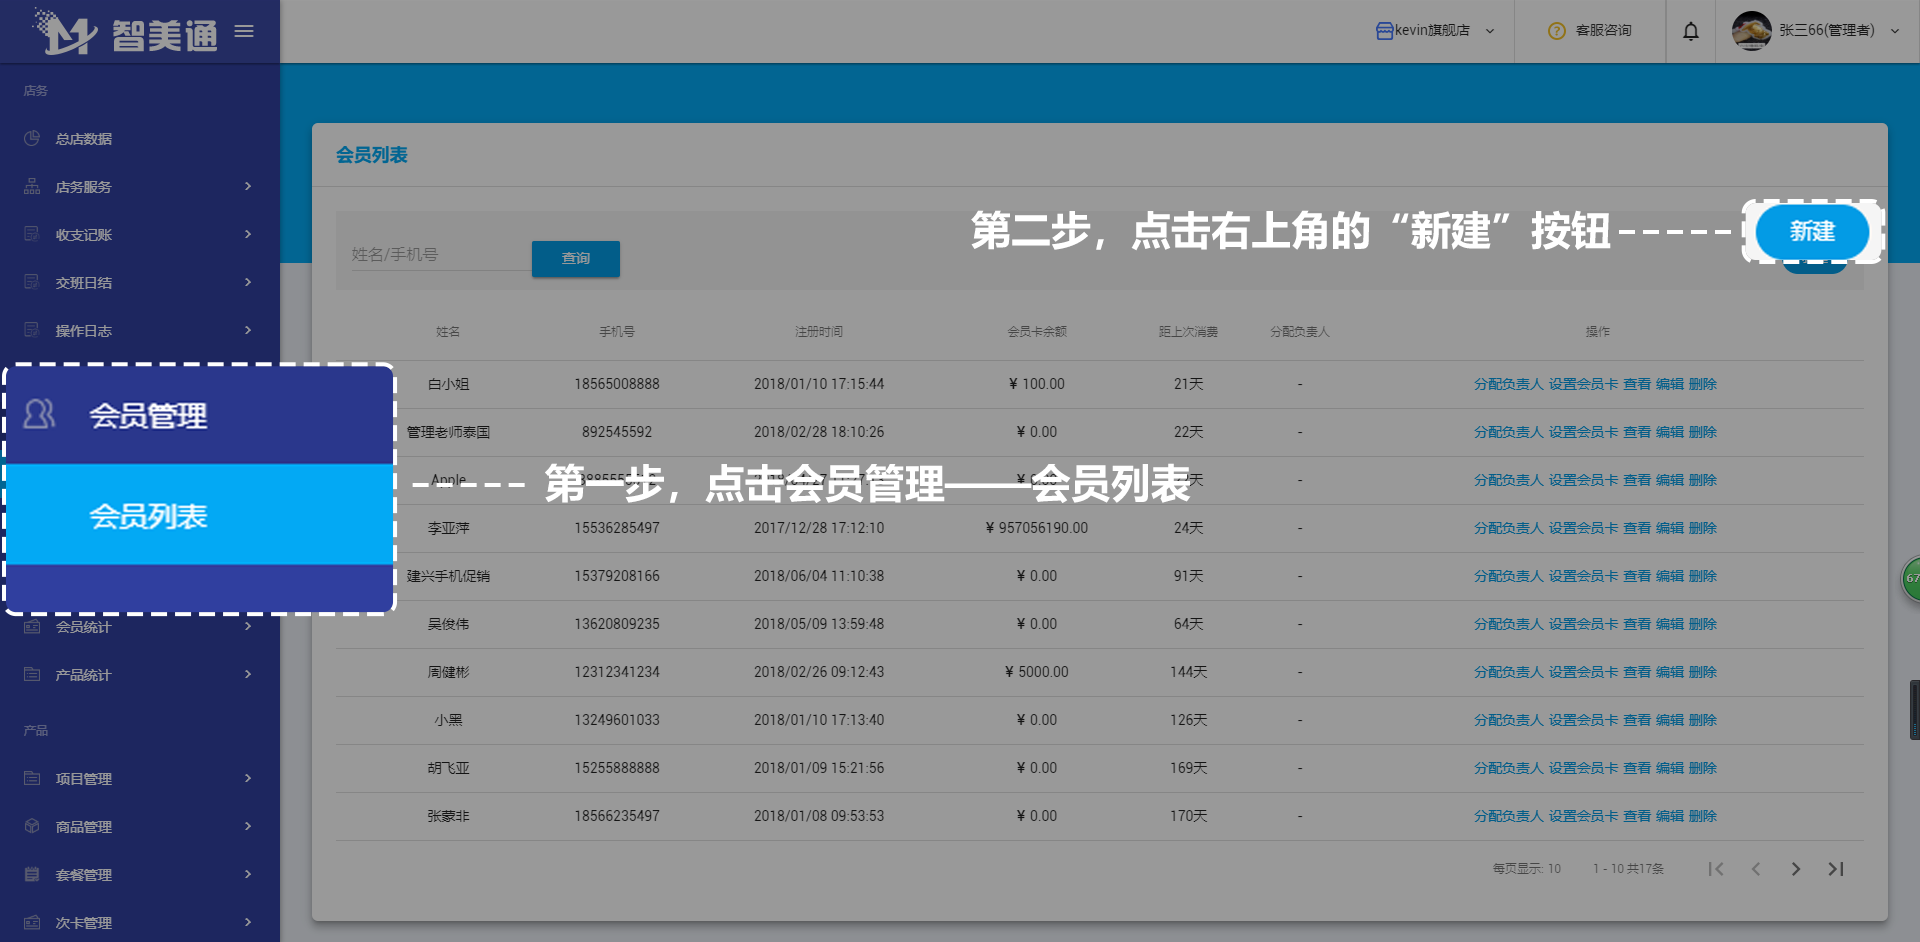 智美通
kevin旗舰店
客服咨询
张三66(管理者)
店务
总店数据
店务服务
收支记账
交班日结
操作日志
会员管理
会员列表
会员统计
产品统计
产品
项目管理
商品管理
套餐管理
次卡管理
会员列表
姓名/手机号
查询
第二步，点击右上角的“新建”按钮
新建
姓名 手机号 注册时间 会员卡余额 距上次消费 分配负责人 操作
白小姐 18565008888 2018/01/10 17:15:44 ¥ 100.00 21天 - 分配负责人 设置会员卡 查看 编辑 删除
管理老师泰国 892545592 2018/02/28 18:10:26 ¥ 0.00 22天 - 分配负责人 设置会员卡 查看 编辑 删除
Apple - 分配负责人 设置会员卡 查看 编辑 删除
第一步，点击会员管理——会员列表
李亚萍 15536285497 2017/12/28 17:12:10 ¥ 957056190.00 24天 - 分配负责人 设置会员卡 查看 编辑 删除
建兴手机促销 15379208166 2018/06/04 11:10:38 ¥ 0.00 91天 - 分配负责人 设置会员卡 查看 编辑 删除
吴俊伟 13620809235 2018/05/09 13:59:48 ¥ 0.00 64天 - 分配负责人 设置会员卡 查看 编辑 删除
周健彬 12312341234 2018/02/26 09:12:43 ¥ 5000.00 144天 - 分配负责人 设置会员卡 查看 编辑 删除
小黑 13249601033 2018/01/10 17:13:40 ¥ 0.00 126天 - 分配负责人 设置会员卡 查看 编辑 删除
胡飞亚 15255888888 2018/01/09 15:21:56 ¥ 0.00 169天 - 分配负责人 设置会员卡 查看 编辑 删除
张蒙非 18566235497 2018/01/08 09:53:53 ¥ 0.00 170天 - 分配负责人 设置会员卡 查看 编辑 删除
每页显示: 10 1 - 10 共17条
67